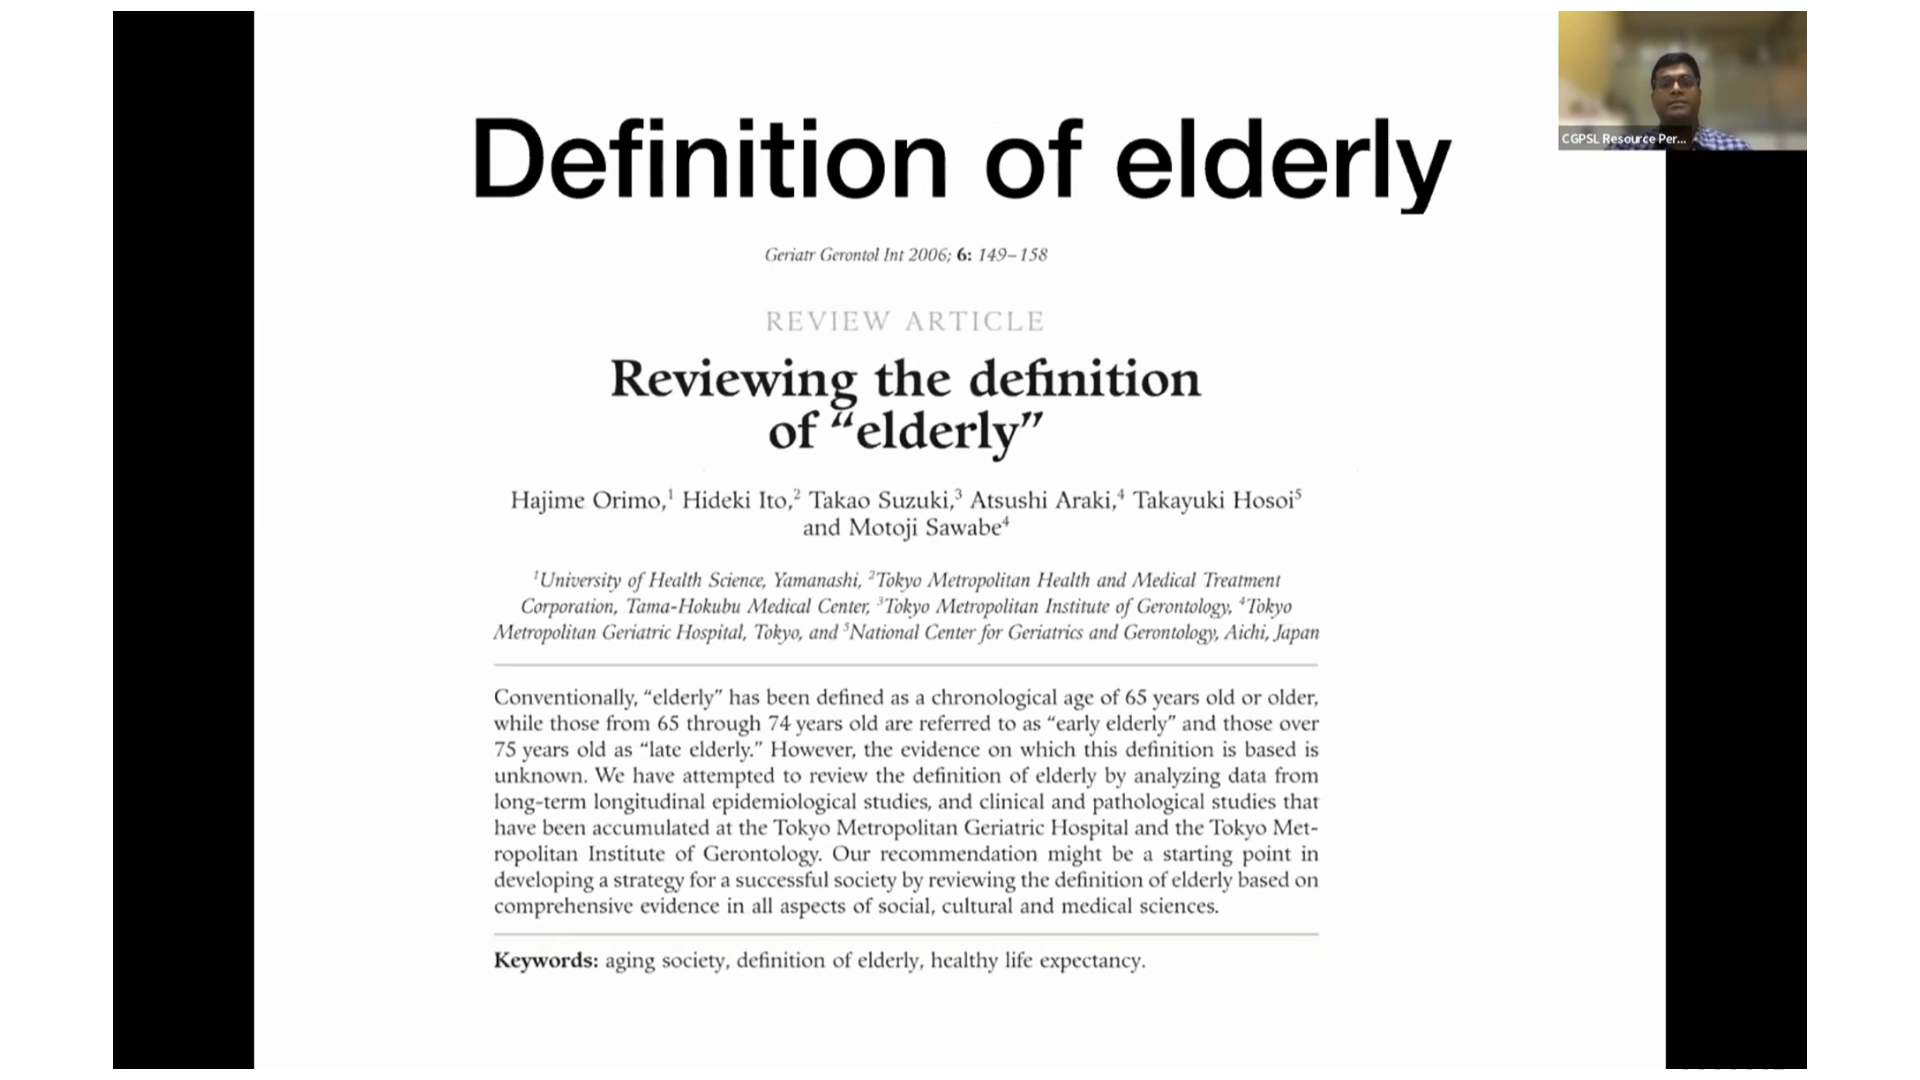 Definition of elderly
CGPSL Resource Per...
Geriatr Gerontol Int 2006; 6: 149–158
REVIEW ARTICLE
Reviewing the definition
of “elderly”
Hajime Orimo,¹ Hideki Ito,² Takao Suzuki,³ Atsushi Araki,⁴ Takayuki Hosoi⁵
and Motoji Sawabe⁴
¹University of Health Science, Yamanashi, ²Tokyo Metropolitan Health and Medical Treatment
Corporation, Tama-Hokubu Medical Center, ³Tokyo Metropolitan Institute of Gerontology, ⁴Tokyo
Metropolitan Geriatric Hospital, Tokyo, and ⁵National Center for Geriatrics and Gerontology, Aichi, Japan
Conventionally, “elderly” has been defined as a chronological age of 65 years old or older,
while those from 65 through 74 years old are referred to as “early elderly” and those over
75 years old as “late elderly.” However, the evidence on which this definition is based is
unknown. We have attempted to review the definition of elderly by analyzing data from
long-term longitudinal epidemiological studies, and clinical and pathological studies that
have been accumulated at the Tokyo Metropolitan Geriatric Hospital and the Tokyo Met-
ropolitan Institute of Gerontology. Our recommendation might be a starting point in
developing a strategy for a successful society by reviewing the definition of elderly based on
comprehensive evidence in all aspects of social, cultural and medical sciences.
Keywords: aging society, definition of elderly, healthy life expectancy.